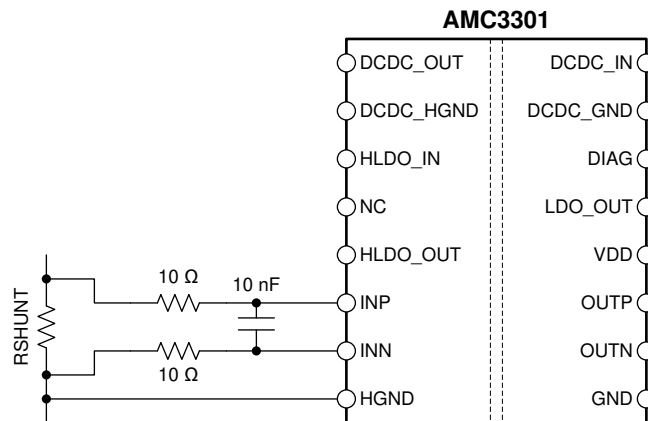 AMC3301
DCDC_OUT
DCDC_IN
DCDC_HGND
DCDC_GND
HLDO_IN
DIAG
NC
LDO_OUT
HLDO_OUT
VDD
10 Ω
10 nF
INP
OUTP
RSHUNT
INN
OUTN
10 Ω
HGND
GND